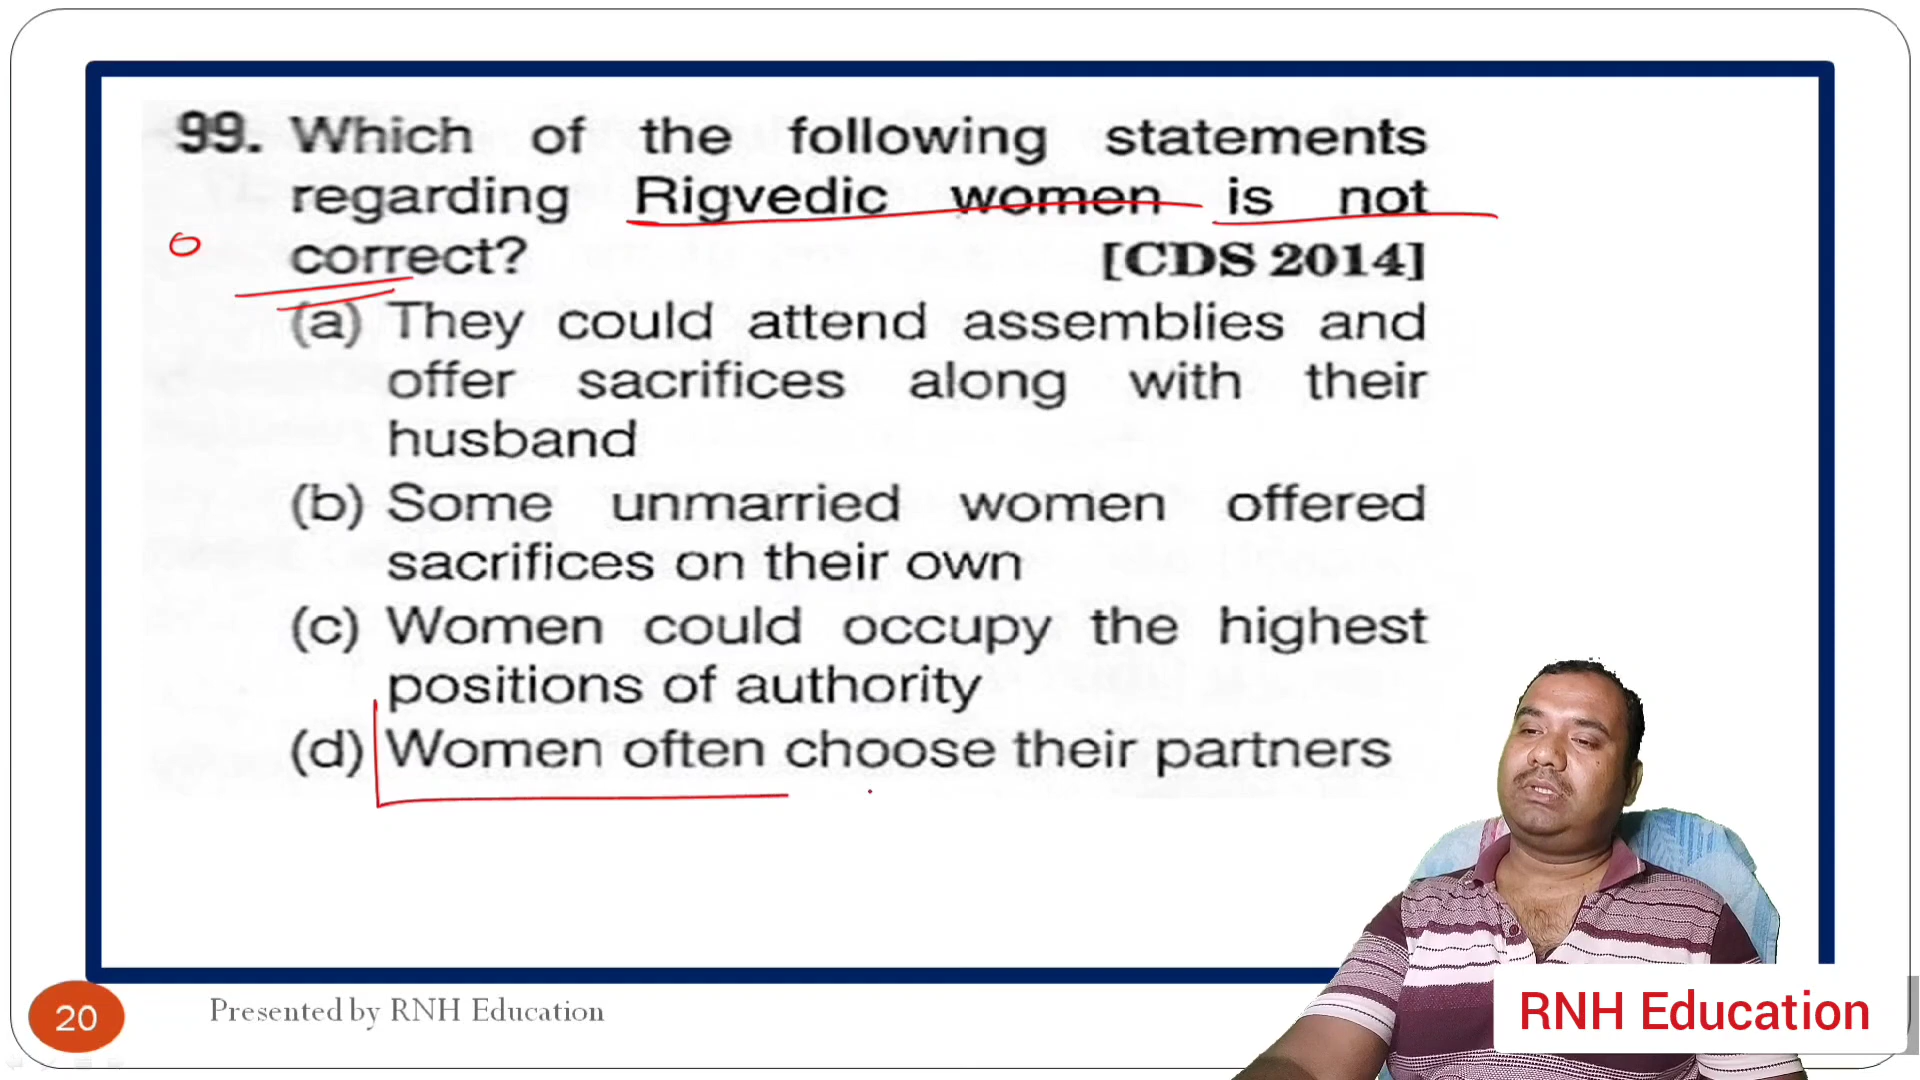 99. Which of the following statements
regarding Rigvedic women is not
correct? [CDS 2014]
(a) They could attend assemblies and
offer sacrifices along with their
husband
(b) Some unmarried women offered
sacrifices on their own
(c) Women could occupy the highest
positions of authority
(d) Women often choose their partners
20 Presented by RNH Education
RNH Education